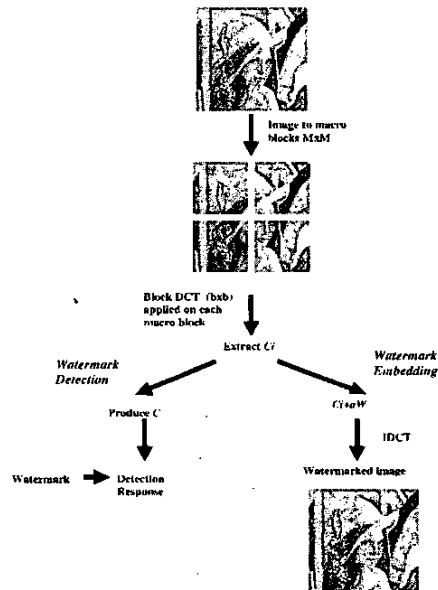 Image to macro
blocks MxM
Block DCT (bxb)
applied on each
macro block
Extract Ci
Watermark
Detection
Watermark
Embedding
Produce C
Ci+aW
IDCT
Watermark
Detection
Response
Watermarked image